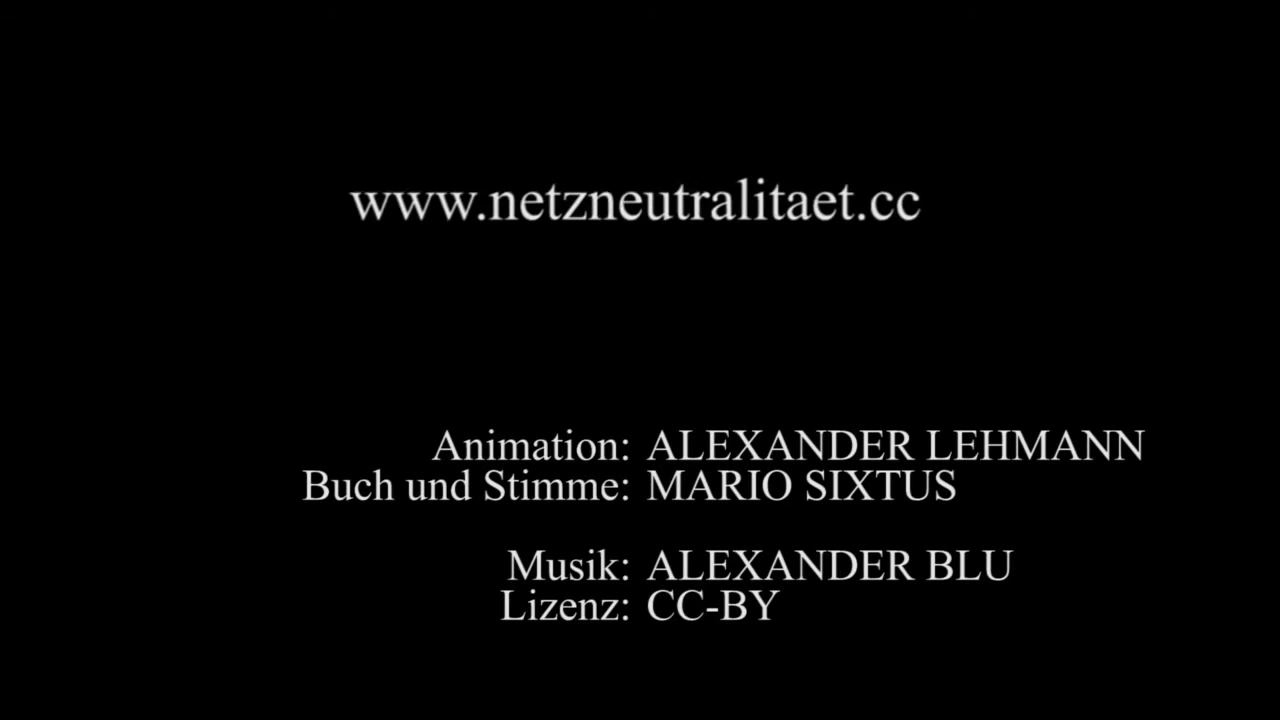 www.netzneutralitaet.cc
Animation: ALEXANDER LEHMANN
Buch und Stimme: MARIO SIXTUS
Musik: ALEXANDER BLU
Lizenz: CC-BY